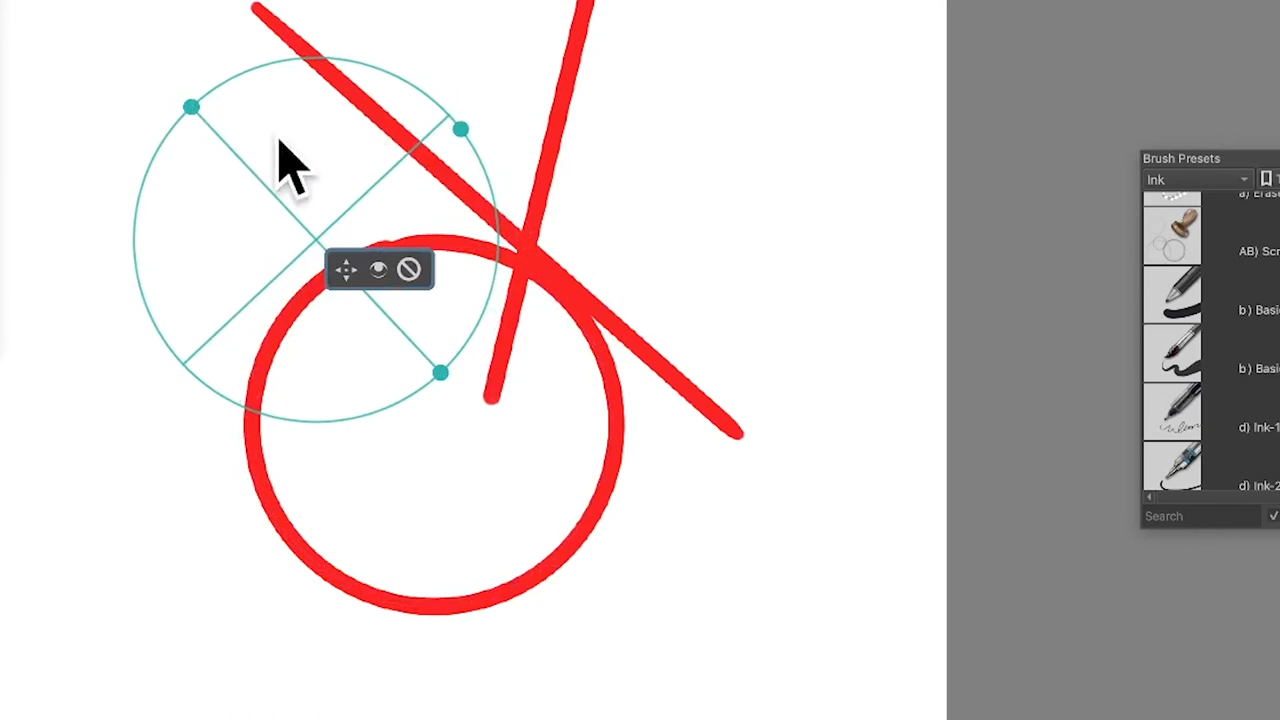 Brush Presets
Ink
AB) Scr
b) Basi
b) Basi
d) Ink-1
d) Ink-2
Search